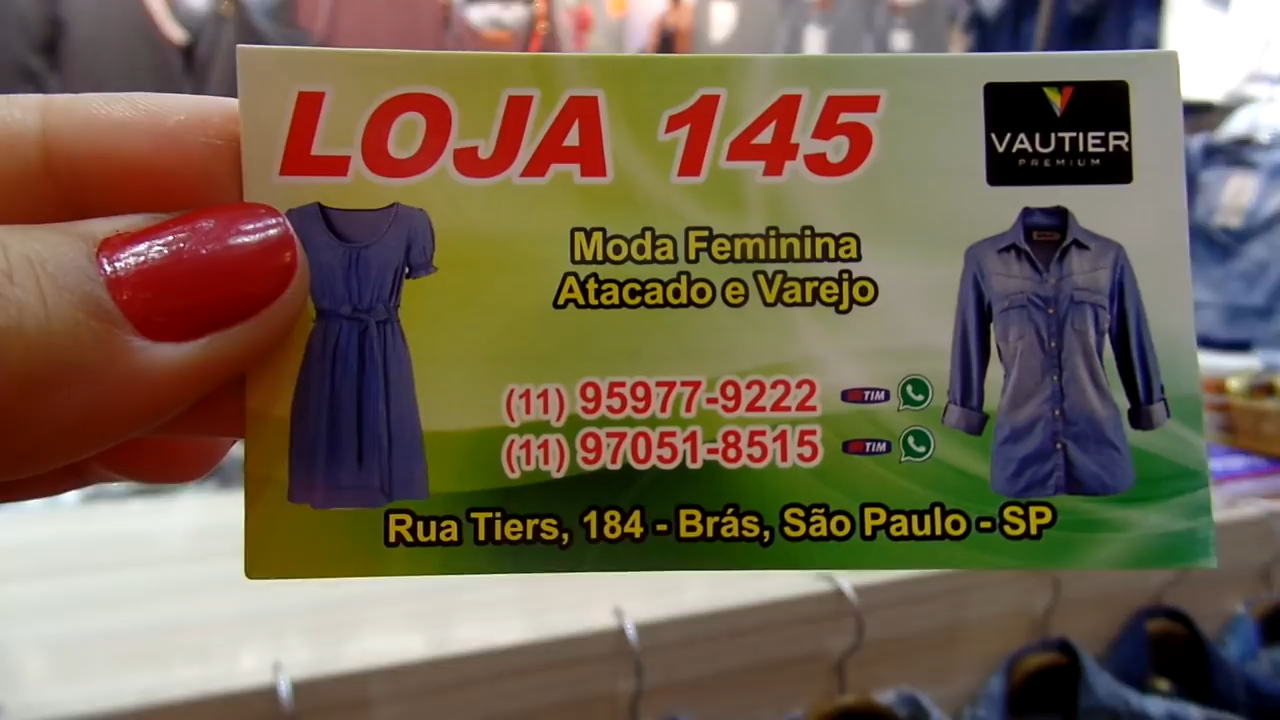 LOJA 145
VAUTIER
PREMIUM
Moda Feminina
Atacado e Varejo
(11) 95977-9222 TIM
(11) 97051-8515 TIM
Rua Tiers, 184 - Brás, São Paulo - SP